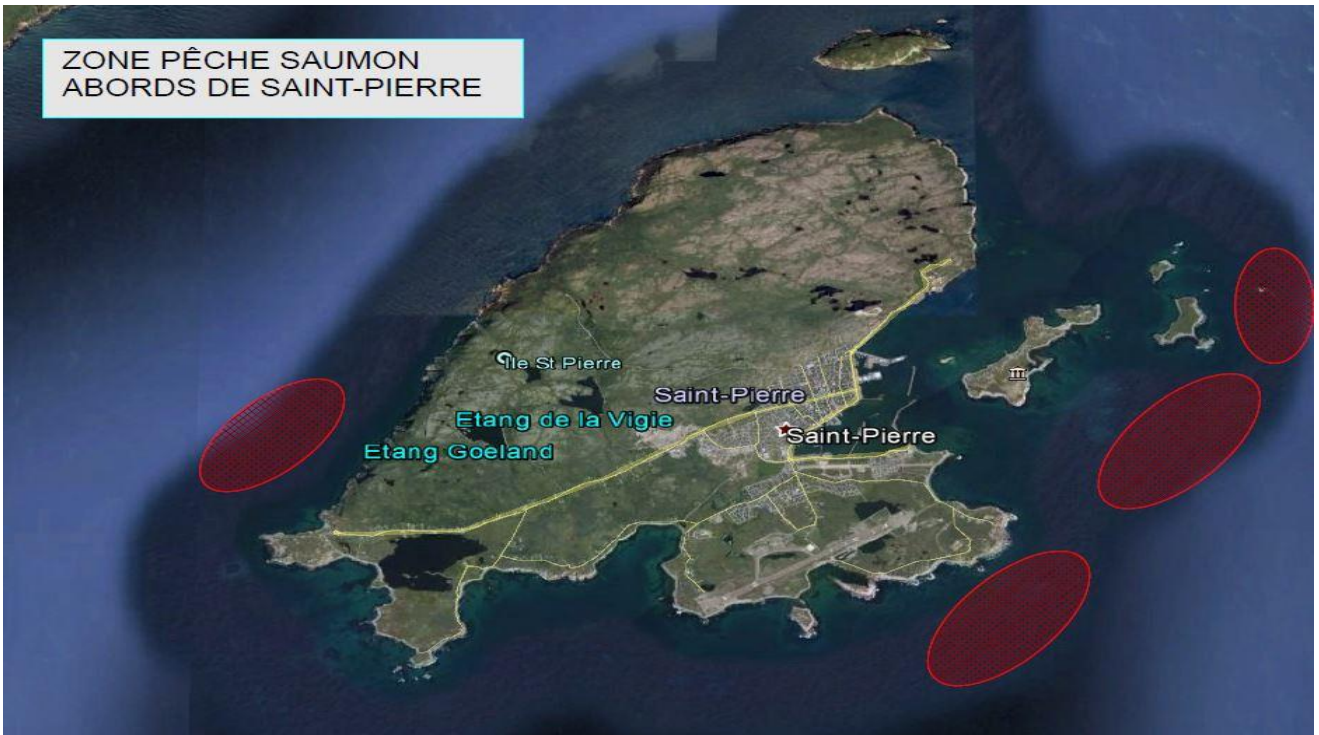 ZONE PÊCHE SAUMON
ABORDS DE SAINT-PIERRE
Ile St Pierre
Saint-Pierre
Etang de la Vigie
Saint-Pierre
Etang Goeland